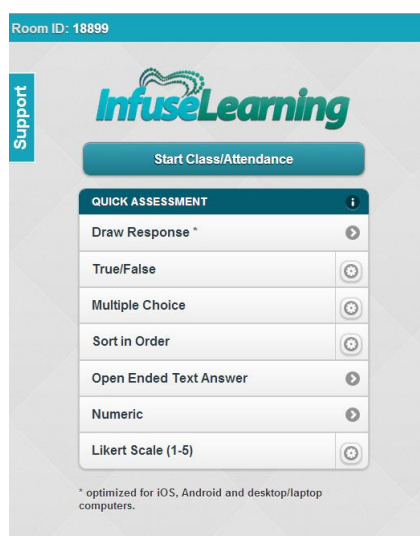 Room ID: 18899
Support
InfuseLearning
Start Class/Attendance
QUICK ASSESSMENT
Draw Response *
True/False
Multiple Choice
Sort in Order
Open Ended Text Answer
Numeric
Likert Scale (1-5)
* optimized for iOS, Android and desktop/laptop
computers.